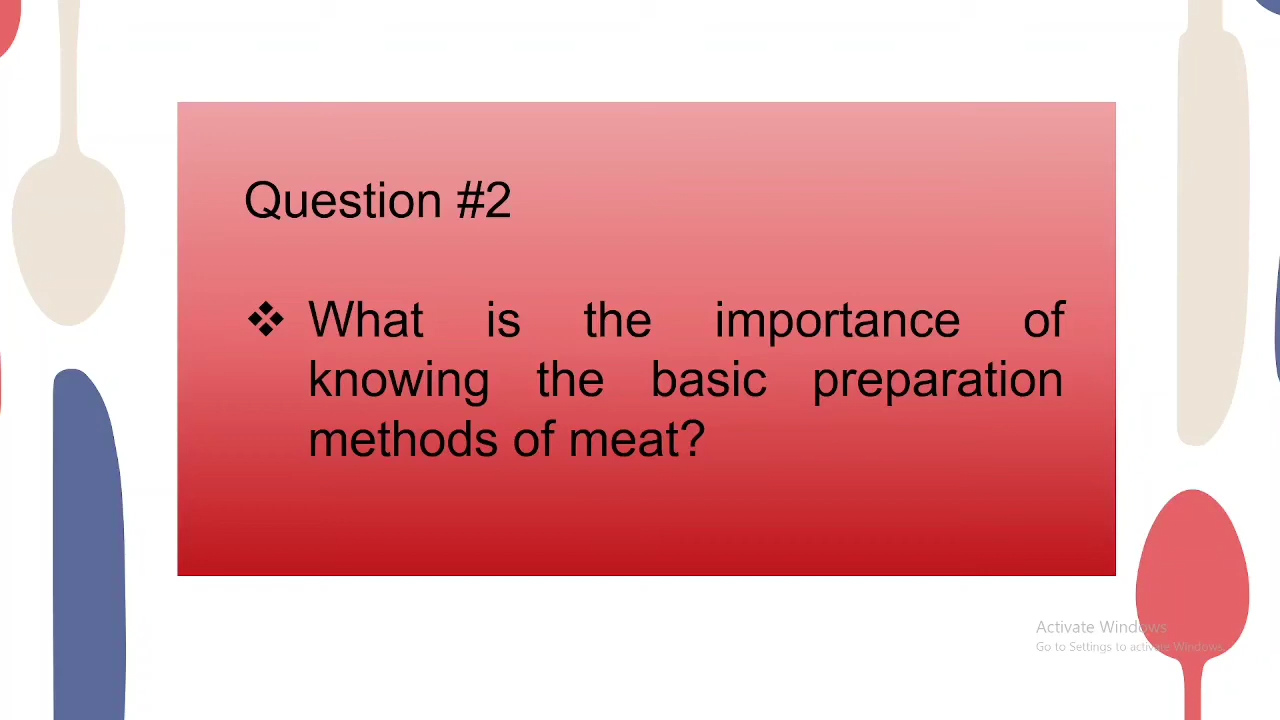 Question #2
❖ What is the importance of
knowing the basic preparation
methods of meat?
Activate Windows
Go to Settings to activate Windows.